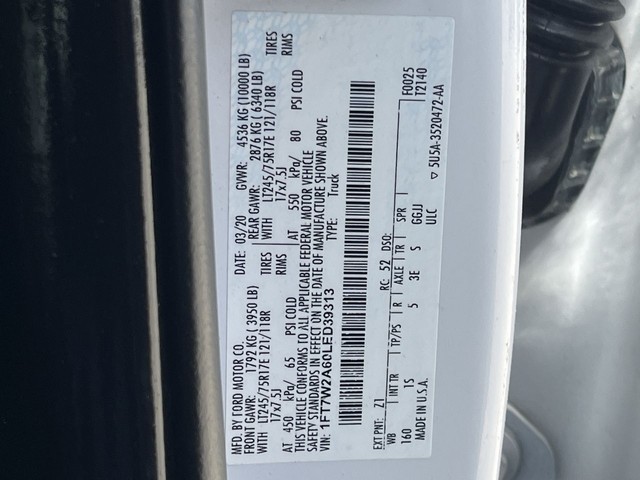 MFD. BY FORD MOTOR CO.
DATE: 03/20 GVWR: 4536 KG (10000 LB)
FRONT GAWR: 1792 KG ( 3950 LB) REAR GAWR: 2876 KG ( 6340 LB)
WITH LT245/75R17E 121/118R TIRES WITH LT245/75R17E 121/118R TIRES
17x7.5J RIMS 17x7.5J RIMS
AT 450 kPa/ 65 PSI COLD AT 550 kPa/ 80 PSI COLD
THIS VEHICLE CONFORMS TO ALL APPLICABLE FEDERAL MOTOR VEHICLE
SAFETY STANDARDS IN EFFECT ON THE DATE OF MANUFACTURE SHOWN ABOVE.
VIN: 1FT7W2A60LED39313 TYPE: Truck
F0025
T2140
EXT PNT: Z1 RC: 52 DSO:
WB INT TR TP/PS R AXLE TR SPR
160 TS 5 3E S GGJJ
ULC
MADE IN U.S.A. ▽ 5U5A-3520472-AA